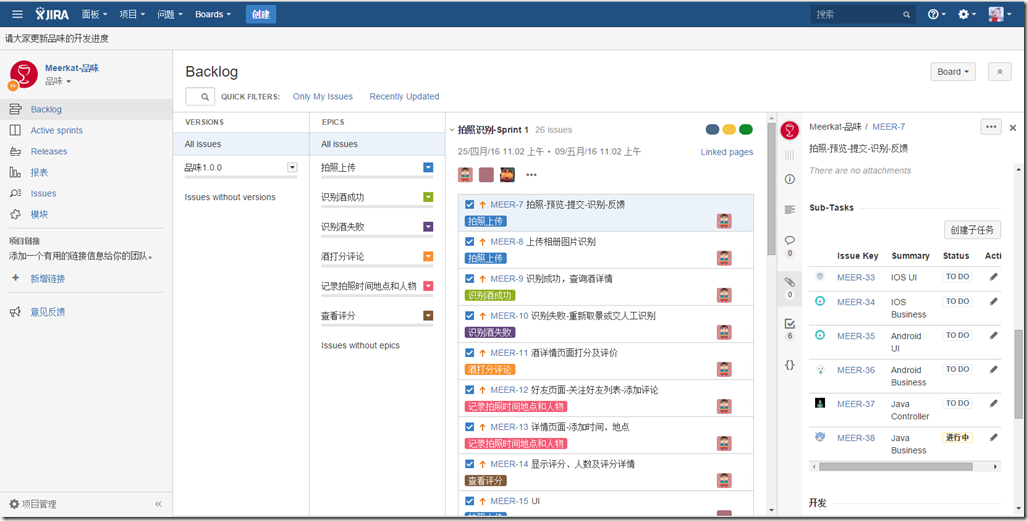 JIRA 面板 项目 问题 Boards 创建 搜索
请大家更新品味的开发进度
Meerkat-品味
品味
Backlog
Active sprints
Releases
报表
Issues
模块
项目链接
添加一个有用的链接信息给你的团队。
新增链接
意见反馈
项目管理
Backlog
Board
QUICK FILTERS: Only My Issues Recently Updated
VERSIONS
All issues
品味1.0.0
Issues without versions
EPICS
All issues
拍照上传
识别酒成功
识别酒失败
酒打分评论
记录拍照时间地点和人物
查看评分
Issues without epics
拍照识别-Sprint 1 26 issues
25/四月/16 11:02 上午 • 09/五月/16 11:02 上午 Linked pages
MEER-7 拍照-预览-提交-识别-反馈
拍照上传
MEER-8 上传相册图片识别
拍照上传
MEER-9 识别成功，查询酒详情
识别酒成功
MEER-10 识别失败-重新取景或交人工识别
识别酒失败
MEER-11 酒详情页面打分及评价
酒打分评论
MEER-12 好友页面-关注好友列表-添加评论
记录拍照时间地点和人物
MEER-13 详情页面-添加时间、地点
记录拍照时间地点和人物
MEER-14 显示评分、人数及评分详情
查看评分
MEER-15 UI
拍照上传
0
0
6
Meerkat-品味 / MEER-7
拍照-预览-提交-识别-反馈
There are no attachments
Sub-Tasks
创建子任务
Issue Key Summary Status Acti
MEER-33 IOS UI TO DO
MEER-34 IOS Business TO DO
MEER-35 Android UI TO DO
MEER-36 Android Business TO DO
MEER-37 Java Controller TO DO
MEER-38 Java Business 进行中
开发